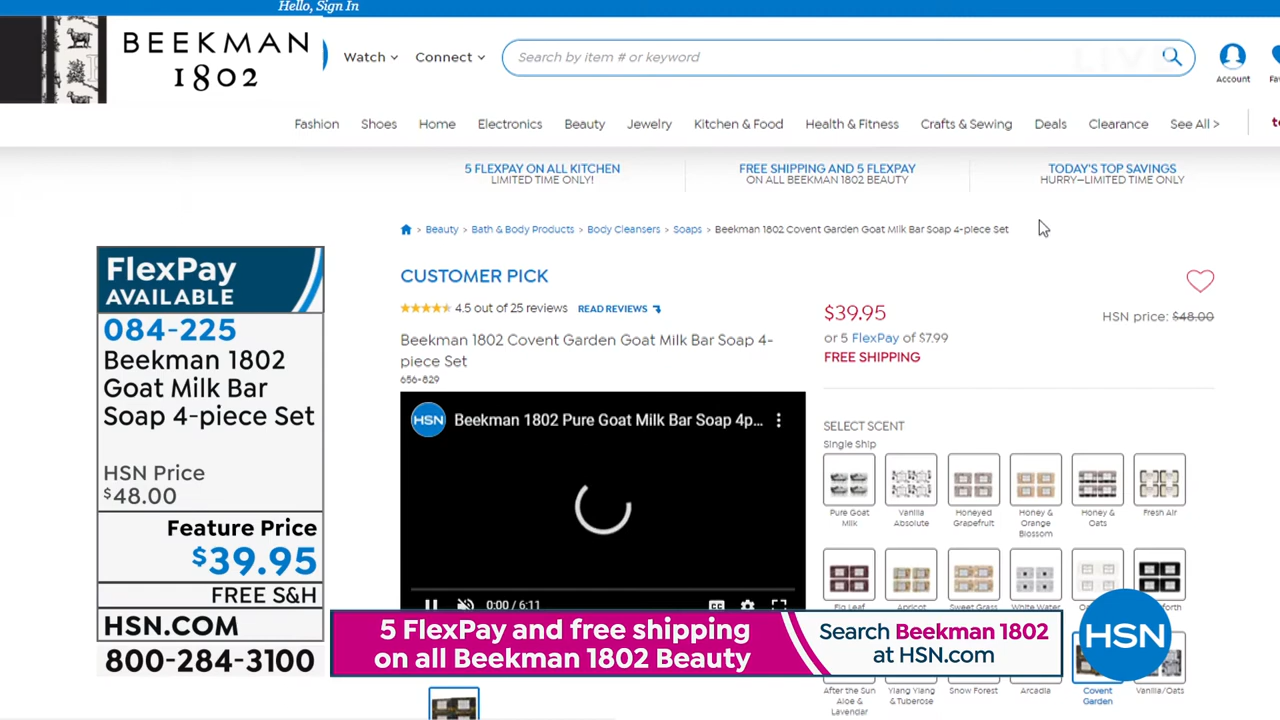 Hello, Sign In
BEEKMAN
1802
Watch
Connect
Search by item # or keyword
LIVE
Account
Fashion
Shoes
Home
Electronics
Beauty
Jewelry
Kitchen & Food
Health & Fitness
Crafts & Sewing
Deals
Clearance
See All >
5 FLEXPAY ON ALL KITCHEN
LIMITED TIME ONLY!
FREE SHIPPING AND 5 FLEXPAY
ON ALL BEEKMAN 1802 BEAUTY
TODAY'S TOP SAVINGS
HURRY—LIMITED TIME ONLY
> Beauty > Bath & Body Products > Body Cleansers > Soaps > Beekman 1802 Covent Garden Goat Milk Bar Soap 4-piece Set
FlexPay
AVAILABLE
084-225
Beekman 1802
Goat Milk Bar
Soap 4-piece Set
HSN Price
$48.00
Feature Price
$39.95
FREE S&H
HSN.COM
800-284-3100
CUSTOMER PICK
4.5 out of 25 reviews READ REVIEWS
Beekman 1802 Covent Garden Goat Milk Bar Soap 4-
piece Set
656-829
HSN
Beekman 1802 Pure Goat Milk Bar Soap 4p...
0:00 / 6:11
$39.95
HSN price: $48.00
or 5 FlexPay of $7.99
FREE SHIPPING
SELECT SCENT
Single Ship
Pure Goat
Milk
Vanilla
Absolute
Honeyed
Grapefruit
Honey &
Orange
Blossom
Honey &
Oats
Fresh Air
Fig Leaf
Apricot
Sweet Grass
White Water
5 FlexPay and free shipping
on all Beekman 1802 Beauty
Search Beekman 1802
at HSN.com
HSN
After the Sun
Aloe &
Lavendar
Ylang Ylang
& Tuberose
Snow Forest
Arcadia
Covent
Garden
Vanilla/Oats